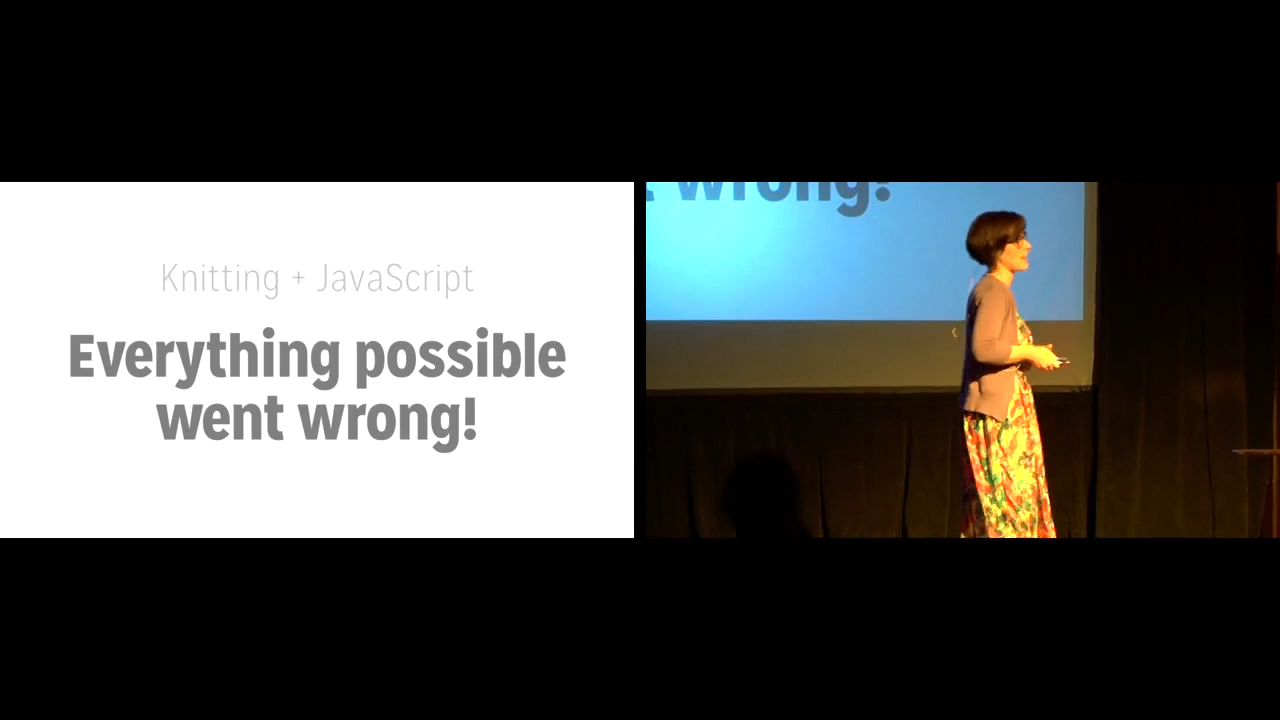 Knitting + JavaScript
Everything possible
went wrong!
wrong!